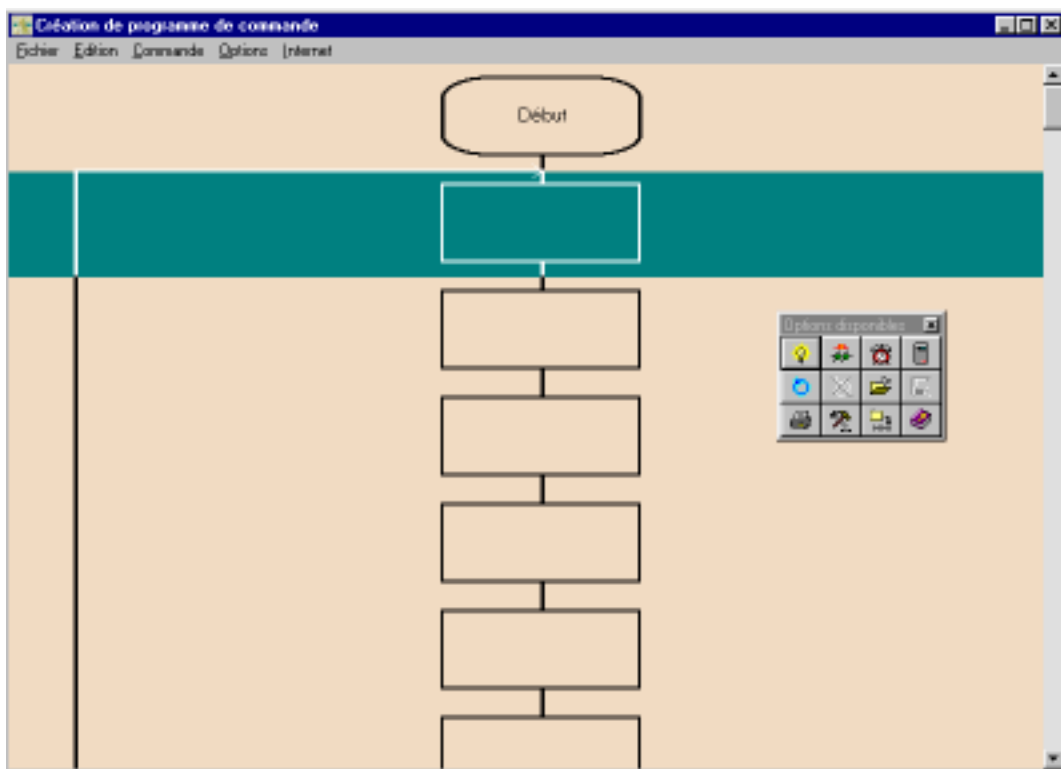 Création de programme de commande
Fichier Edition Commande Options Internet
Début
Options disponibles